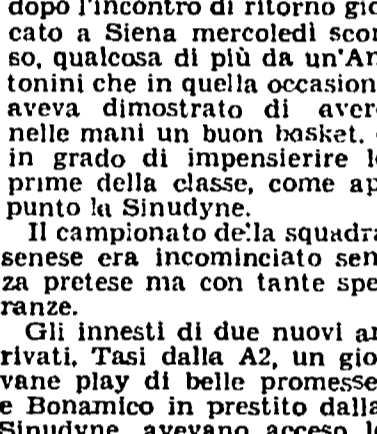 dopo l'incontro di ritorno gio
cato a Siena mercoledì scor
so, qualcosa di più da un'An
tonini che in quella occasion
aveva dimostrato di aver
nelle mani un buon basket.
in grado di impensierire l
prime della classe, come ap
punto la Sinudyne.
Il campionato della squadra
senese era incominciato sen
za pretese ma con tante spe
ranze.
Gli innesti di due nuovi ar
rivati, Tasi dalla A2, un gio
vane play di belle promesse
e Bonamico in prestito dalla
Sinudyne, avevano acceso l